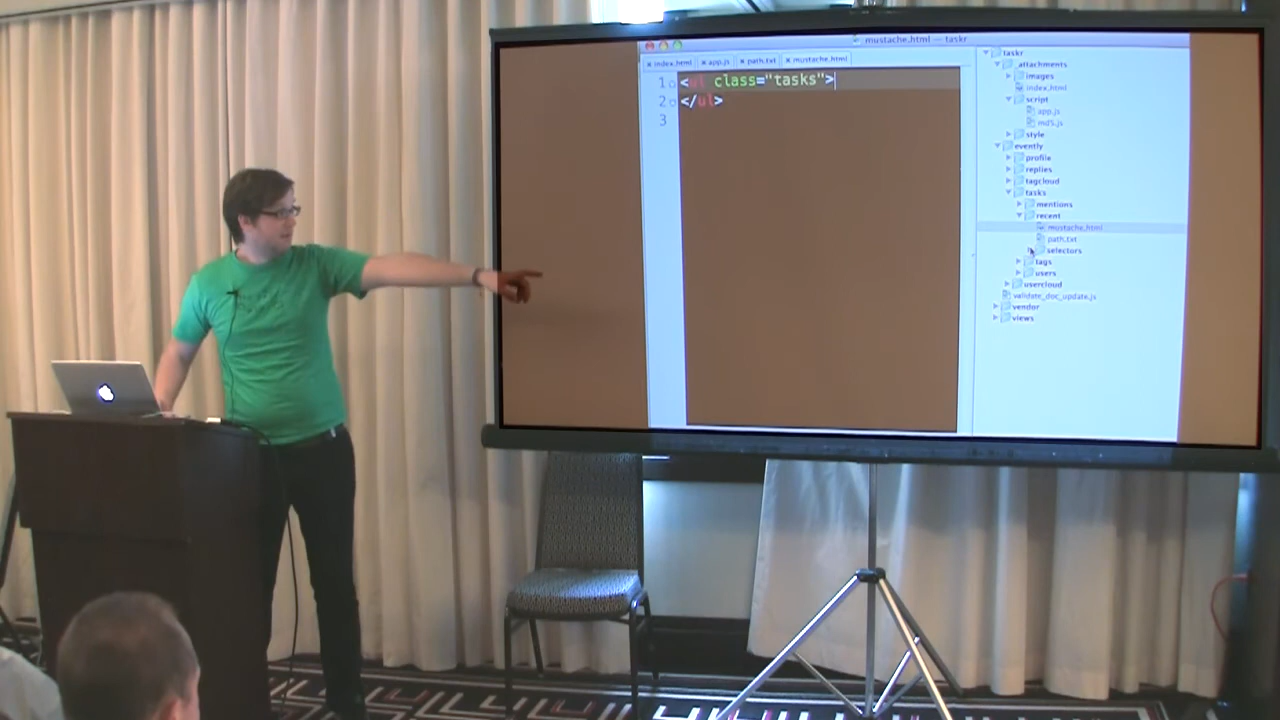 mustache.html — taskr
index.html app.js path.txt mustache.html
1 <ul class="tasks">
2 </ul>
3
taskr
_attachments
images
index.html
script
app.js
md5.js
style
evently
profile
replies
tagcloud
tasks
mentions
recent
mustache.html
path.txt
selectors
tags
users
usercloud
validate_doc_update.js
vendor
views